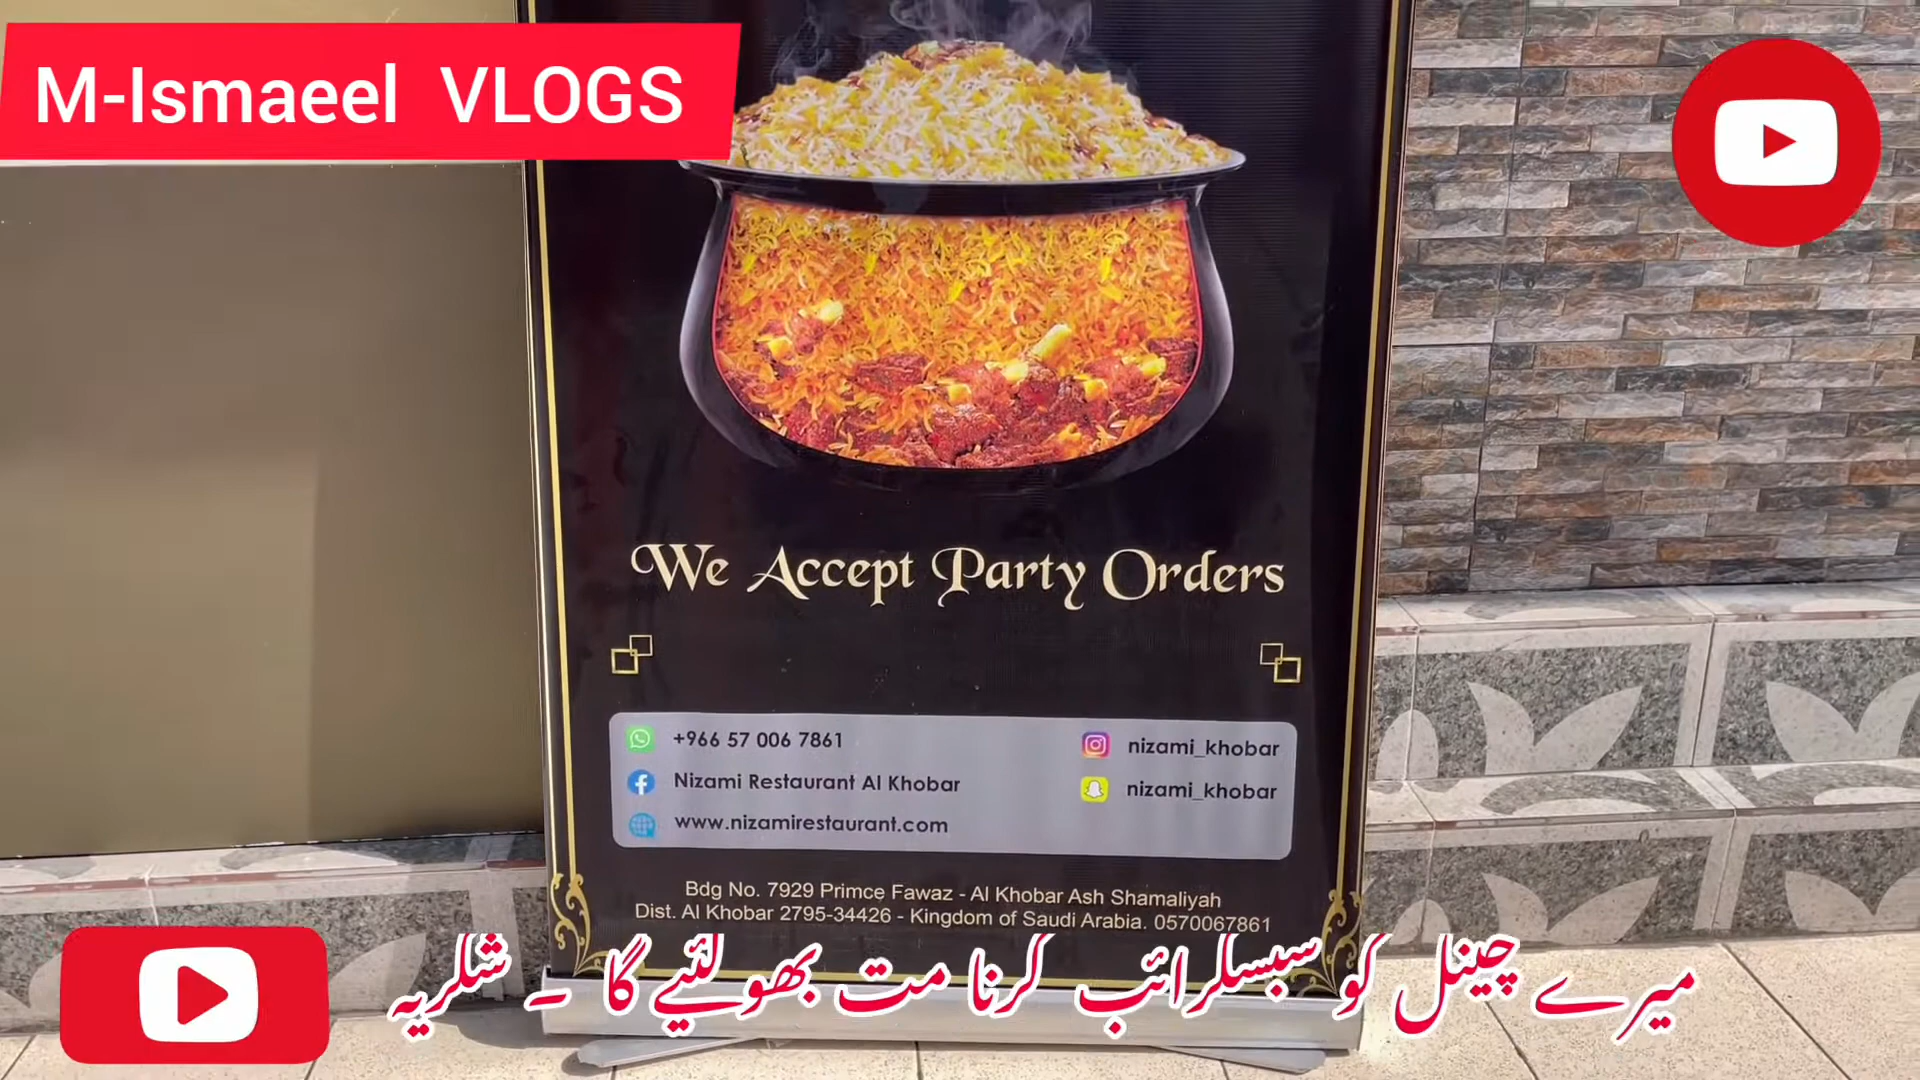 M-Ismaeel VLOGS
We Accept Party Orders
+966 57 006 7861
nizami_khobar
Nizami Restaurant Al Khobar
nizami_khobar
www.nizamirestaurant.com
Bdg No. 7929 Primce Fawaz - Al Khobar Ash Shamaliyah
Dist. Al Khobar 2795-34426 - Kingdom of Saudi Arabia. 0570067861
میرے چینل کو سبسکرائب کرنا مت بھولئیے گا ۔ شکریہ